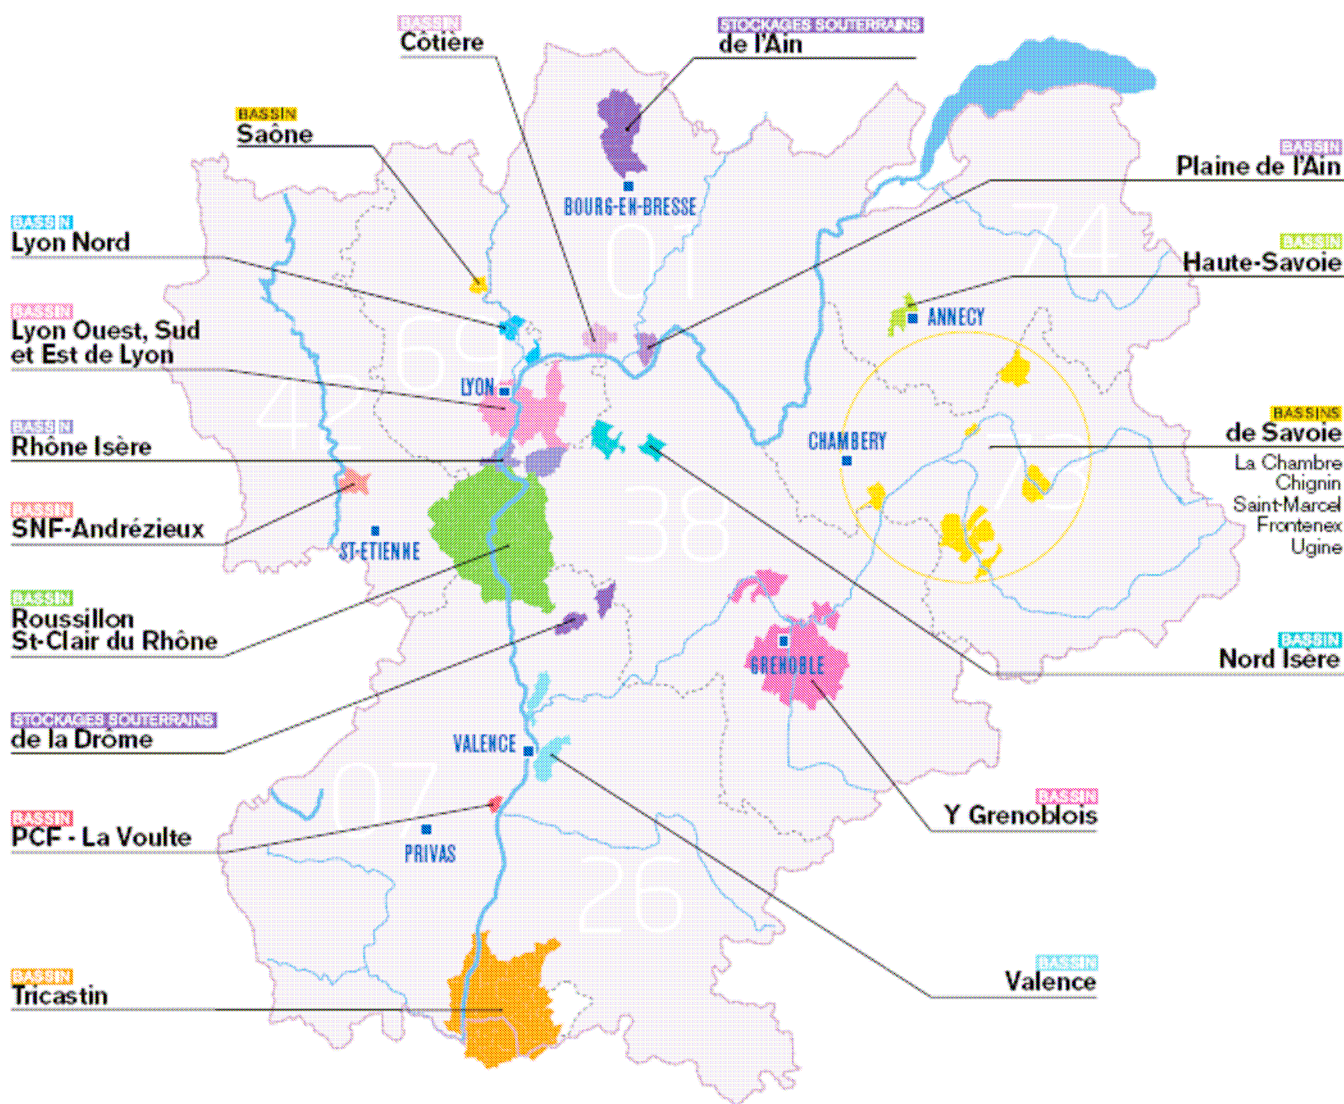 BASSIN
Côtière
STOCKAGES SOUTERRAINS
de l'Ain
BASSIN
Saône
BASSIN
Plaine de l'Ain
BOURG-EN-BRESSE
01
74
BASSIN
Lyon Nord
BASSIN
Haute-Savoie
ANNECY
BASSIN
Lyon Ouest, Sud
et Est de Lyon
69
LYON
42
BASSINS
de Savoie
La Chambre
Chignin
Saint-Marcel
Frontenex
Ugine
CHAMBERY
BASSIN
Rhône Isère
38
BASSIN
SNF-Andrézieux
ST-ETIENNE
BASSIN
Roussillon
St-Clair du Rhône
BASSIN
Nord Isère
GRENOBLE
STOCKAGES SOUTERRAINS
de la Drôme
VALENCE
07
BASSIN
Y Grenoblois
BASSIN
PCF - La Voulte
PRIVAS
26
BASSIN
Valence
BASSIN
Tricastin